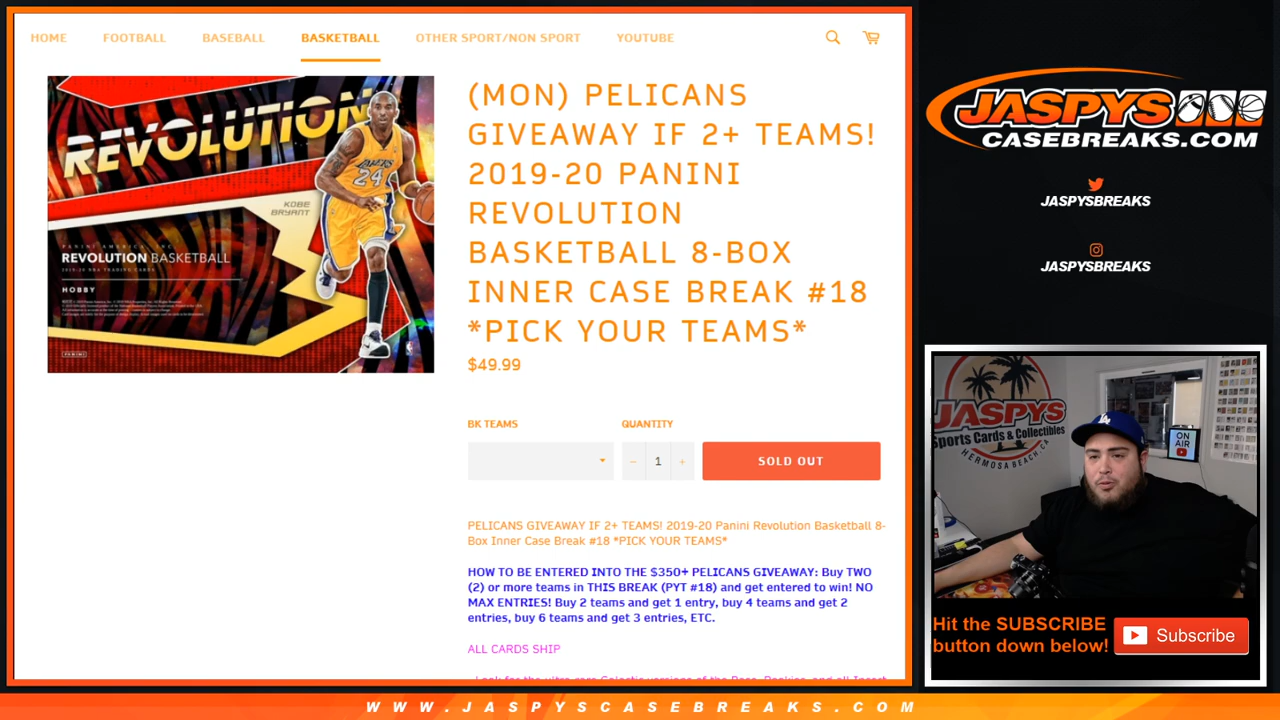 HOME FOOTBALL BASEBALL BASKETBALL OTHER SPORT/NON SPORT YOUTUBE
REVOLUTION
KOBE
BRYANT
LAKERS
24
PANINI AMERICA, INC.
REVOLUTION BASKETBALL
2019-20 NBA TRADING CARDS
HOBBY
PANINI
(MON) PELICANS
GIVEAWAY IF 2+ TEAMS!
2019-20 PANINI
REVOLUTION
BASKETBALL 8-BOX
INNER CASE BREAK #18
*PICK YOUR TEAMS*
$49.99
BK TEAMS QUANTITY
− 1 + SOLD OUT
PELICANS GIVEAWAY IF 2+ TEAMS! 2019-20 Panini Revolution Basketball 8-
Box Inner Case Break #18 *PICK YOUR TEAMS*
HOW TO BE ENTERED INTO THE $350+ PELICANS GIVEAWAY: Buy TWO
(2) or more teams in THIS BREAK (PYT #18) and get entered to win! NO
MAX ENTRIES! Buy 2 teams and get 1 entry, buy 4 teams and get 2
entries, buy 6 teams and get 3 entries, ETC.
ALL CARDS SHIP
JASPYS
CASEBREAKS.COM
JASPYSBREAKS
JASPYSBREAKS
JASPYS
Sports Cards & Collectibles
HERMOSA BEACH, CA
LA
ON
AIR
Hit the SUBSCRIBE
button down below!
Subscribe
WWW.JASPYSCASEBREAKS.COM